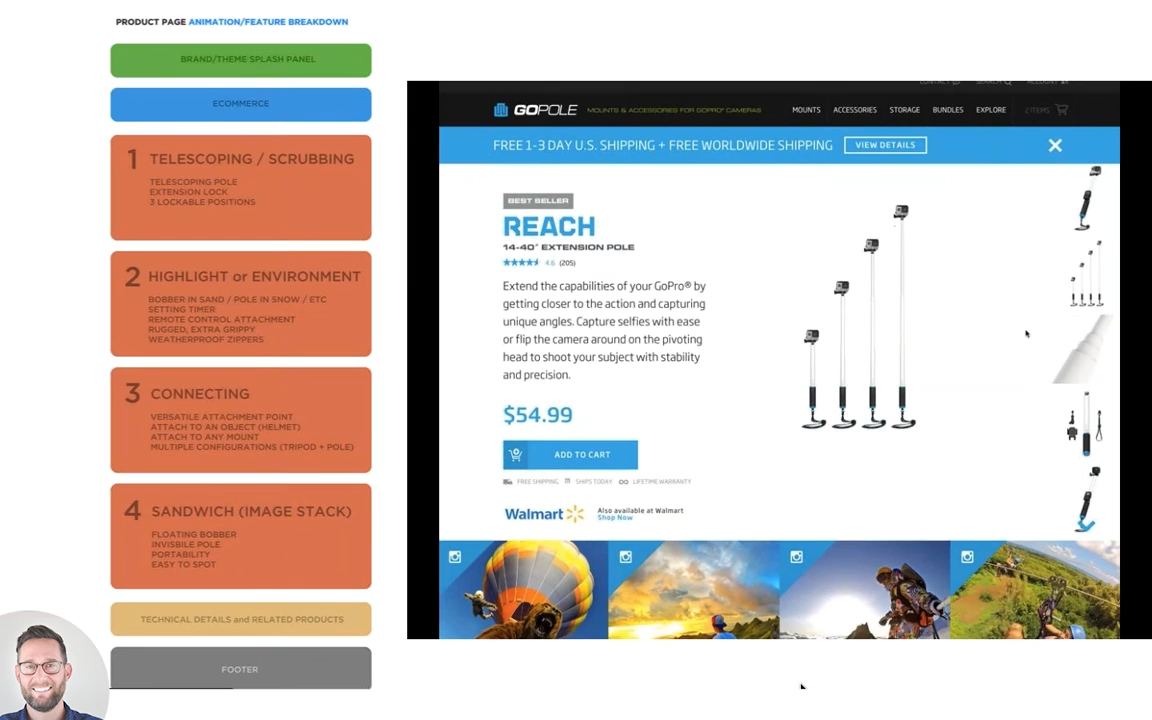 PRODUCT PAGE ANIMATION/FEATURE BREAKDOWN
BRAND/THEME SPLASH PANEL
ECOMMERCE
1 TELESCOPING / SCRUBBING
TELESCOPING POLE
EXTENSION LOCK
3 LOCKABLE POSITIONS
2 HIGHLIGHT or ENVIRONMENT
BOBBER IN SAND / POLE IN SNOW / ETC
SETTING TIMER
REMOTE CONTROL ATTACHMENT
RUGGED, EXTRA GRIPPY
WEATHERPROOF ZIPPERS
3 CONNECTING
VERSATILE ATTACHMENT POINT
ATTACH TO AN OBJECT (HELMET)
ATTACH TO ANY MOUNT
MULTIPLE CONFIGURATIONS (TRIPOD + POLE)
4 SANDWICH (IMAGE STACK)
FLOATING BOBBER
INVISIBILE POLE
PORTABILITY
EASY TO SPOT
TECHNICAL DETAILS and RELATED PRODUCTS
FOOTER
CONTACT SEARCH ACCOUNT
GOPOLE MOUNTS & ACCESSORIES FOR GOPRO® CAMERAS MOUNTS ACCESSORIES STORAGE BUNDLES EXPLORE 2 ITEMS
FREE 1-3 DAY U.S. SHIPPING + FREE WORLDWIDE SHIPPING VIEW DETAILS
BEST SELLER
REACH
14-40" EXTENSION POLE
4.6 (205)
Extend the capabilities of your GoPro® by
getting closer to the action and capturing
unique angles. Capture selfies with ease
or flip the camera around on the pivoting
head to shoot your subject with stability
and precision.
$54.99
ADD TO CART
FREE SHIPPING SHIPS TODAY LIFETIME WARRANTY
Walmart Also available at Walmart
Shop Now